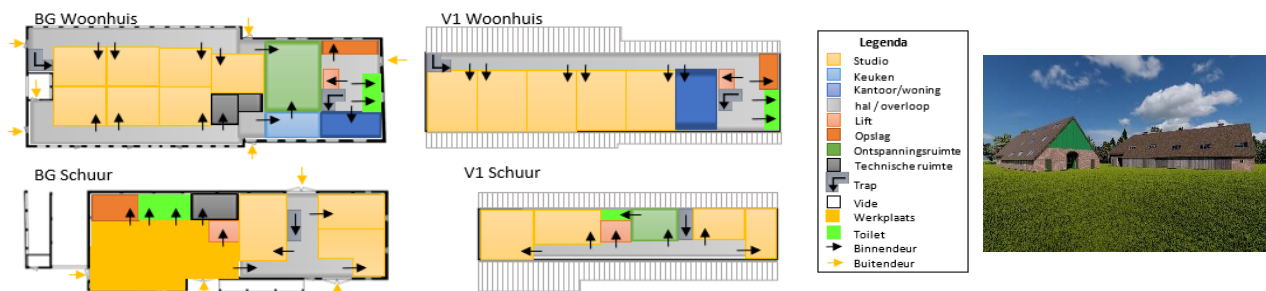 BG Woonhuis
V1 Woonhuis
BG Schuur
V1 Schuur
Legenda
Studio
Keuken
Kantoor/woning
hal / overloop
Lift
Opslag
Ontspanningsruimte
Technische ruimte
Trap
Vide
Werkplaats
Toilet
Binnendeur
Buitendeur